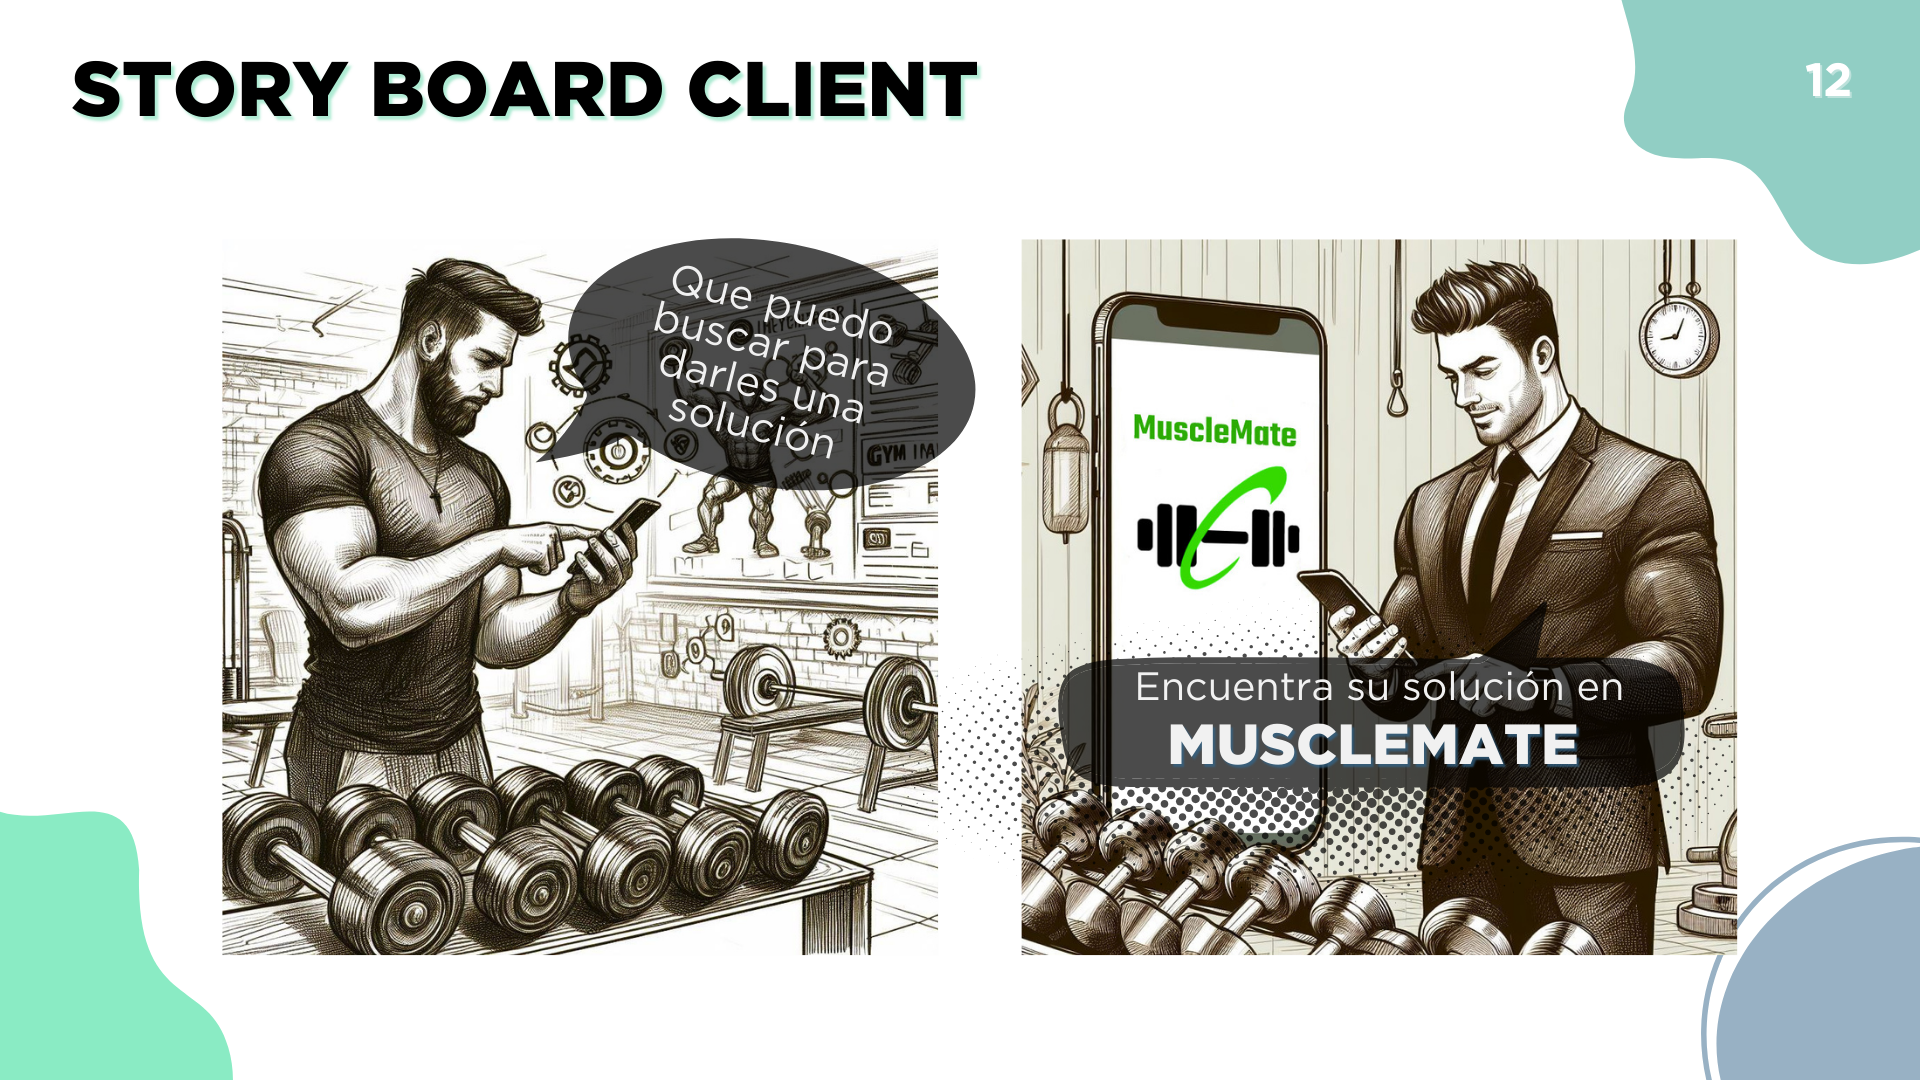 STORY BOARD CLIENT
12
Que puedo
buscar para
darles una
solución
GYM
MuscleMate
Encuentra su solución en
MUSCLEMATE